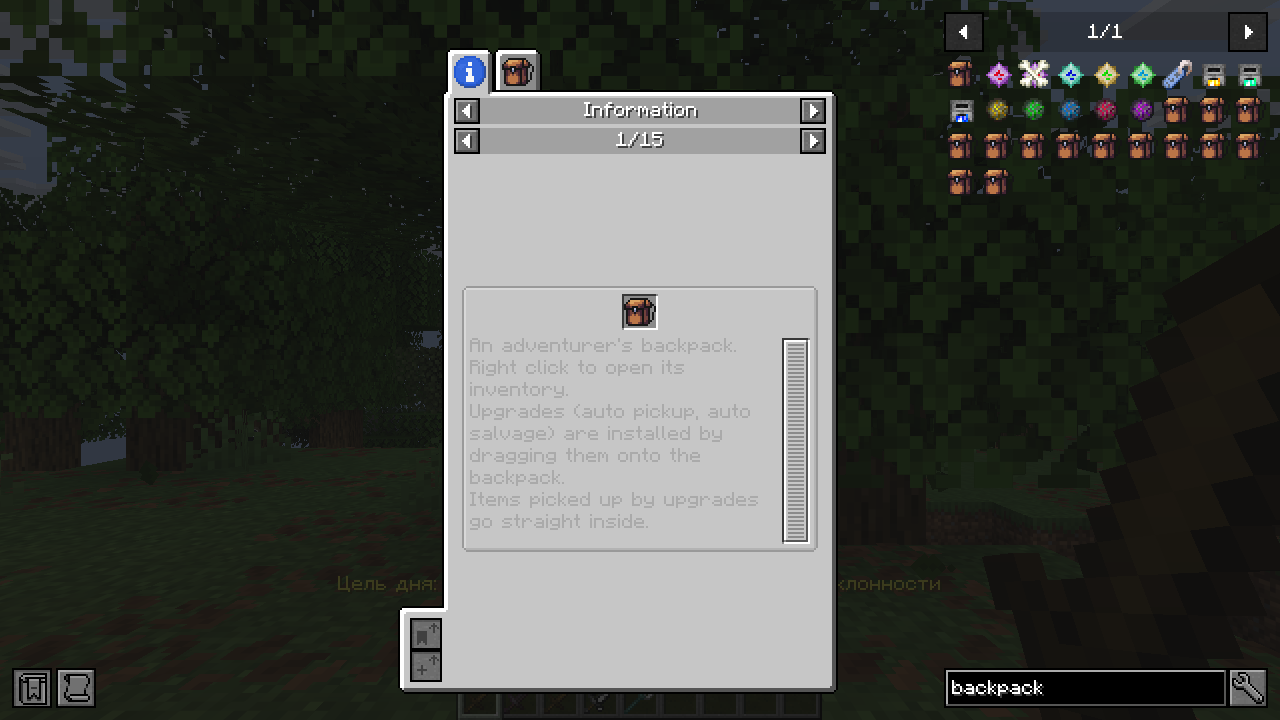 1/1
Information
1/15
An adventurer's backpack.
Right click to open its
inventory.
Upgrades (auto pickup, auto
salvage) are installed by
dragging them onto the
backpack.
Items picked up by upgrades
go straight inside.
Цель дня: клонности
backpack